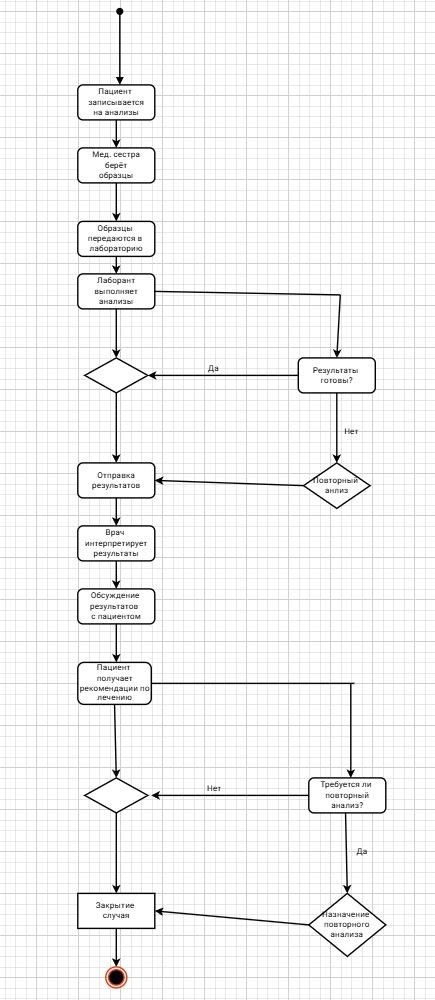 Пациент
записывается
на анализы
Мед. сестра
берёт
образцы
Образцы
передаются в
лабораторию
Лаборант
выполняет
анализы
Да
Результаты
готовы?
Нет
Отправка
результатов
Повторный
анлиз
Врач
интерпретирует
результаты
Обсуждение
результатов
с пациентом
Пациент
получает
рекомендации по
лечению
Нет
Требуется ли
повторный
анализ?
Да
Закрытие
случая
Назначение
повторного
анализа